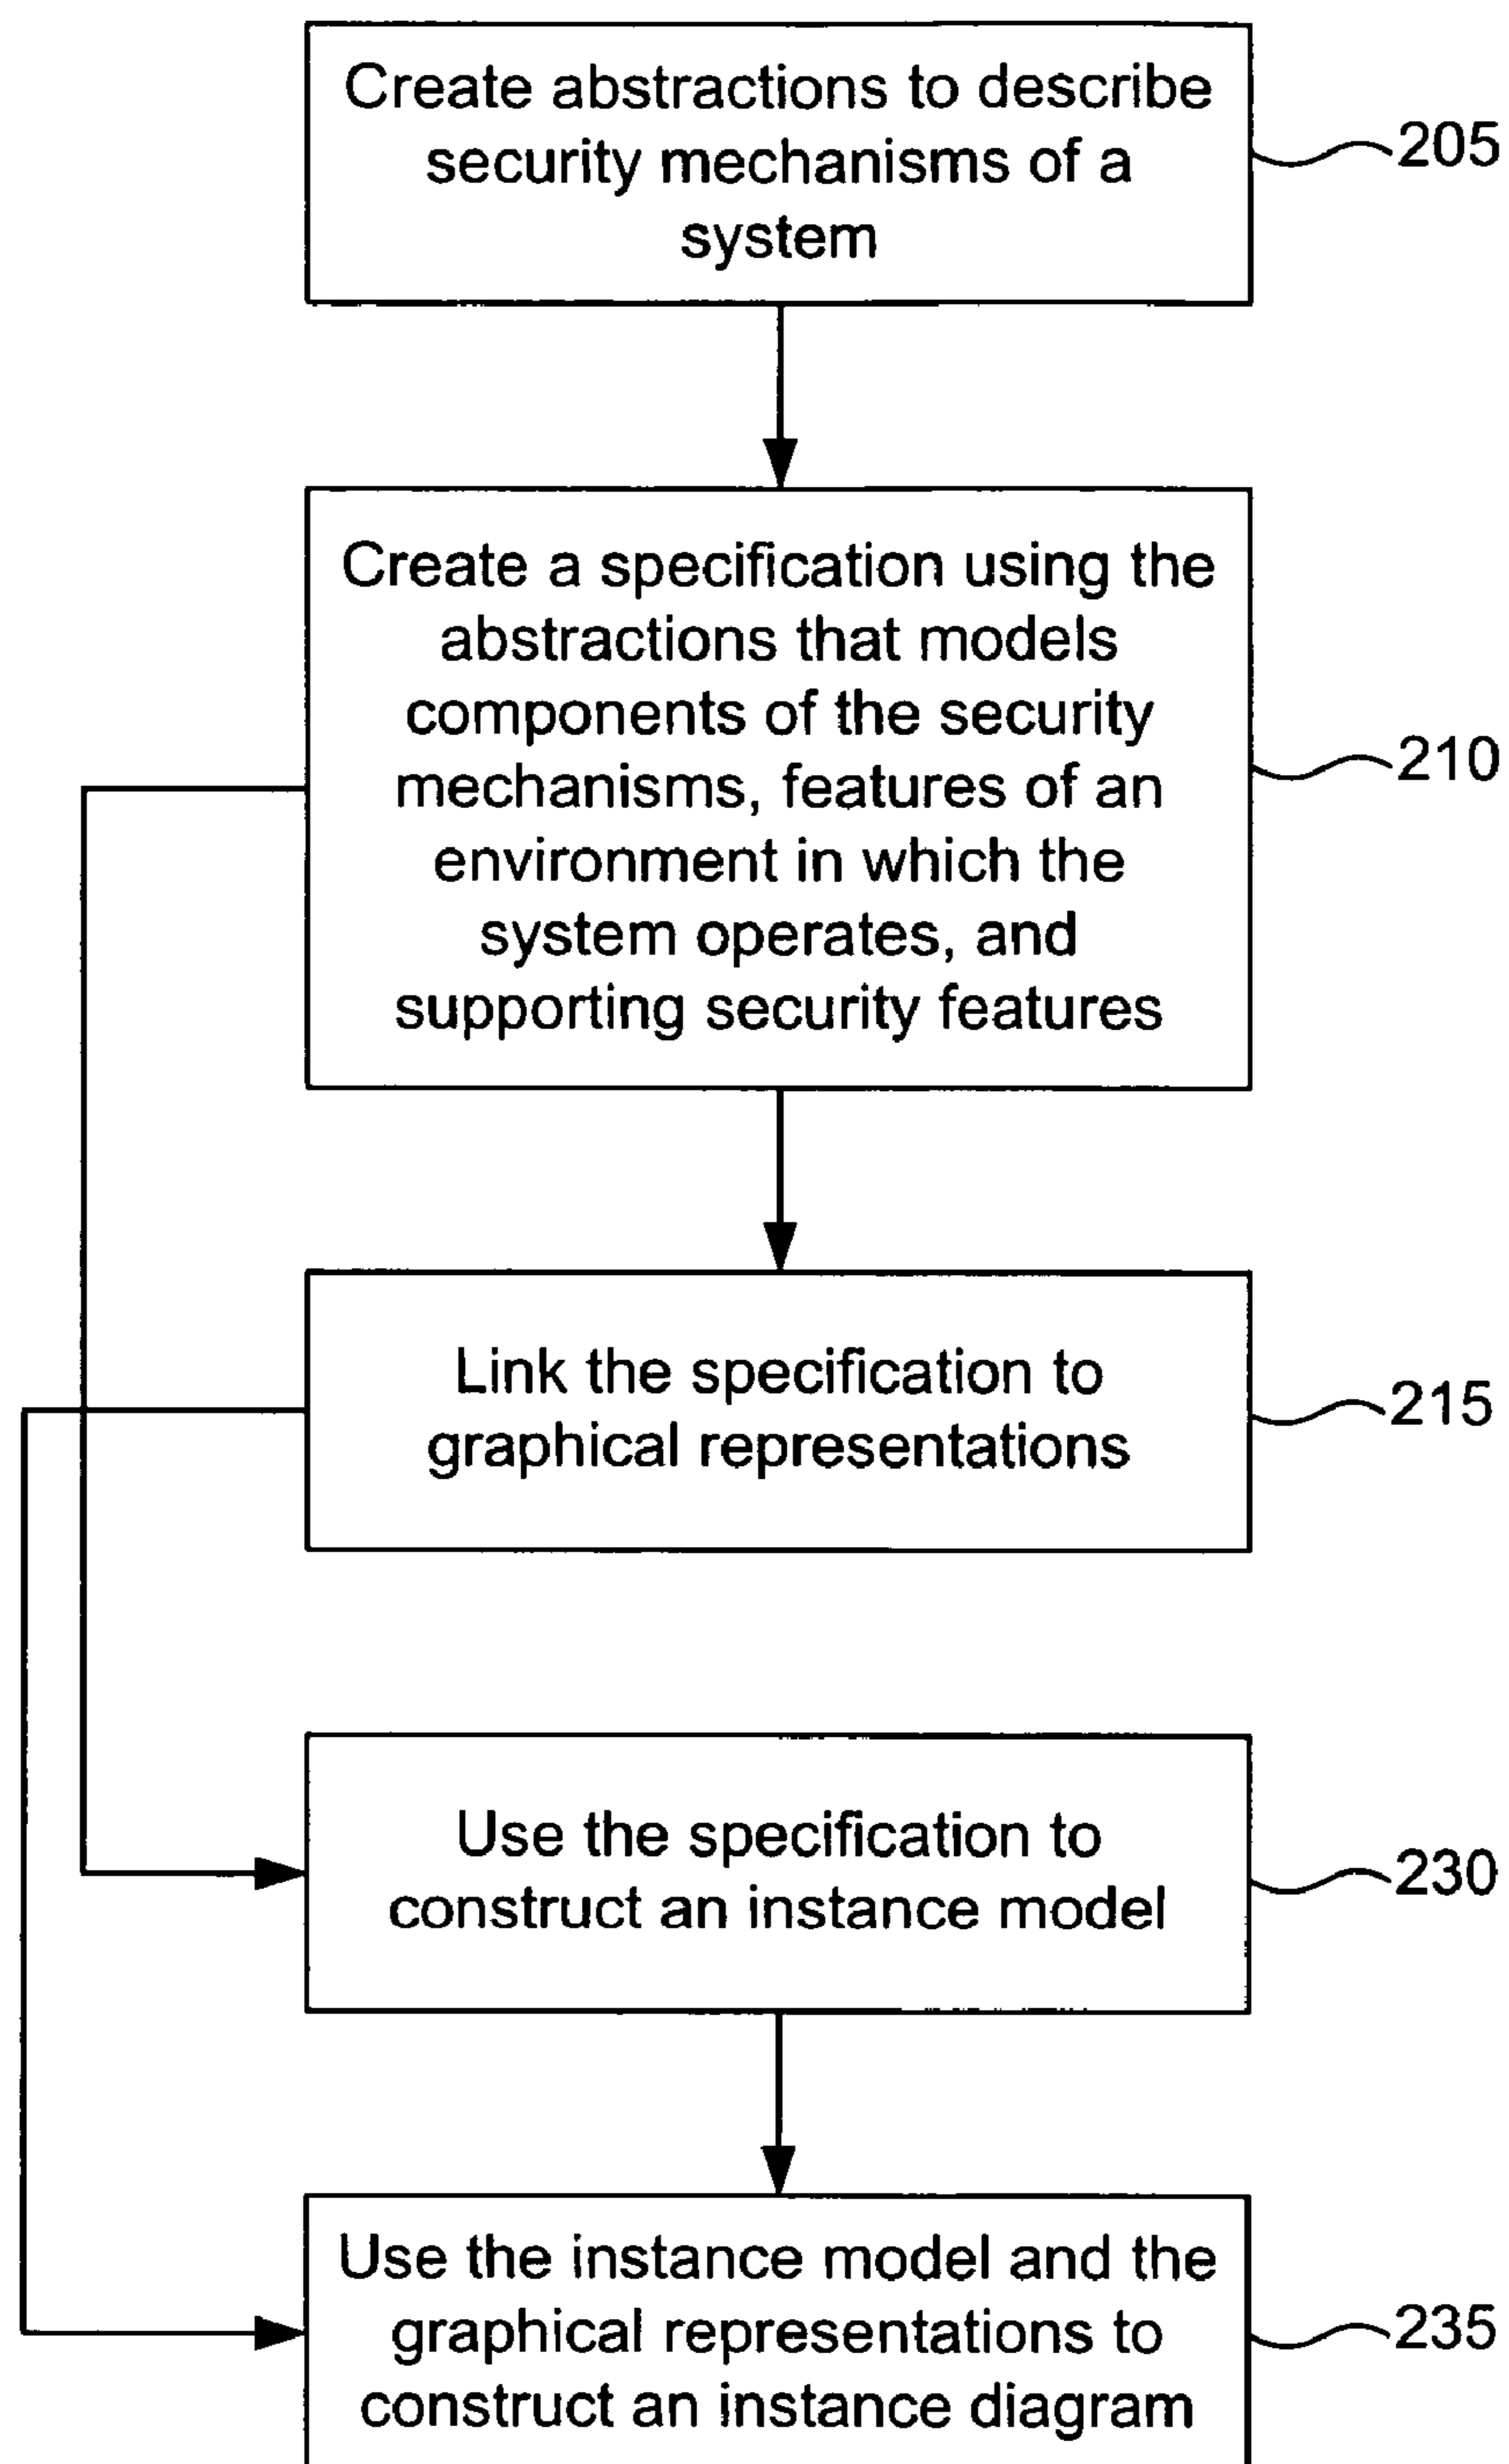 Create abstractions to describe
security mechanisms of a
system
205
Create a specification using the
abstractions that models
components of the security
mechanisms, features of an
environment in which the
system operates, and
supporting security features
210
Link the specification to
graphical representations
215
Use the specification to
construct an instance model
230
Use the instance model and the
graphical representations to
construct an instance diagram
235